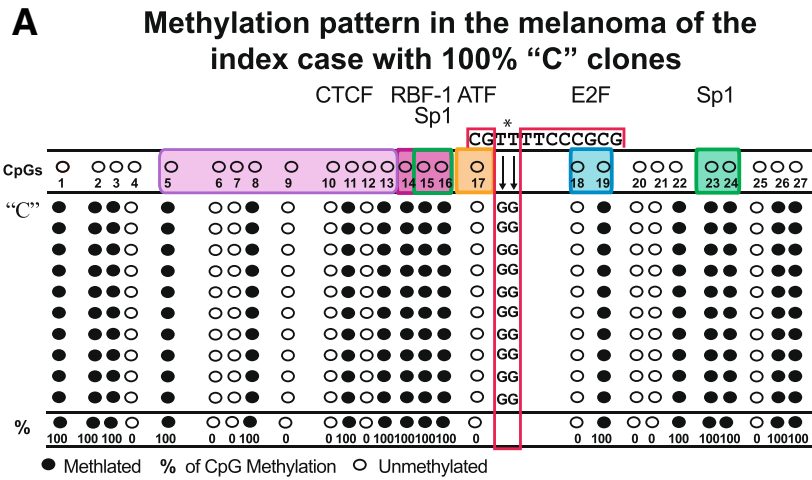 A
Methylation pattern in the melanoma of the
index case with 100% “C” clones
CTCF RBF-1 ATF E2F Sp1
Sp1
*
CGTTTTCCCGCG
CpGs
1 2 3 4 5 6 7 8 9 10 11 12 13 14 15 16 17 18 19 20 21 22 23 24 25 26 27
“C” GG
GG
GG
GG
GG
GG
GG
GG
GG
GG
%
100 100 100 0 100 0 0 100 0 0 100 0 100 100 100 100 0 0 100 0 0 100 100 100 0 100 100
Methlated % of CpG Methylation Unmethylated